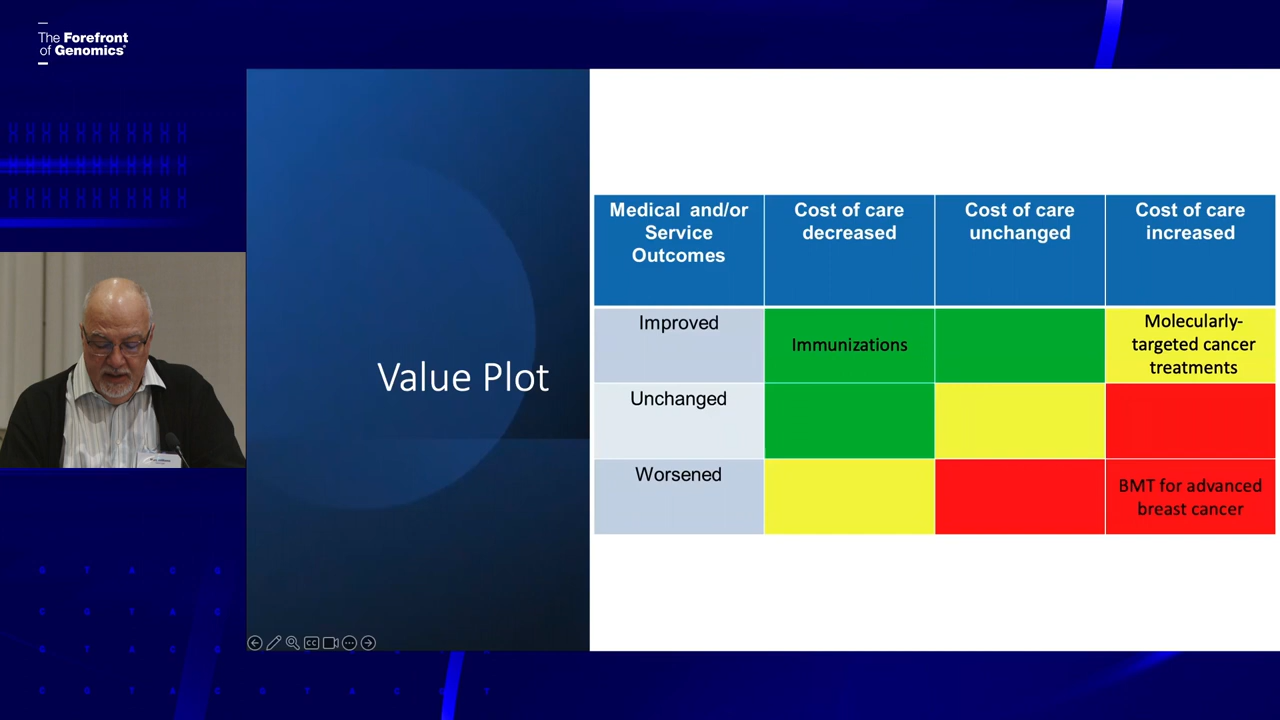 The Forefront
of Genomics®
Value Plot
Medical and/or
Service
Outcomes
Cost of care
decreased
Cost of care
unchanged
Cost of care
increased
Improved
Immunizations
Molecularly-
targeted cancer
treatments
Unchanged
Worsened
BMT for advanced
breast cancer
CC